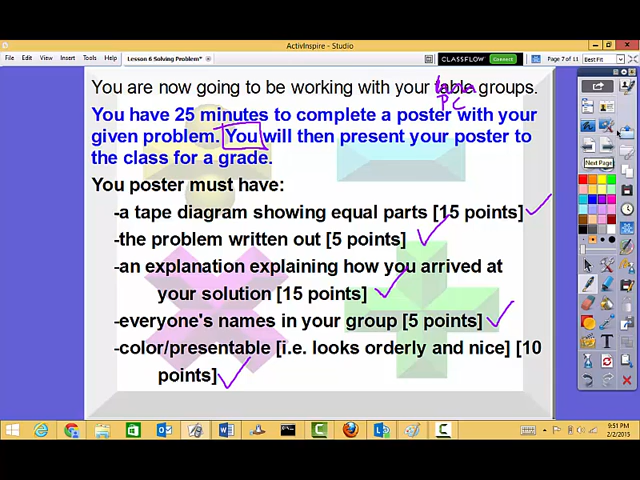 ActivInspire - Studio
File Edit View Insert Tools Help
Lesson 6 Solving Problem*
CLASSFLOW Connect
Page 7 of 11 Best Fit
You are now going to be working with your table groups.
PC
You have 25 minutes to complete a poster with your
given problem. You will then present your poster to
the class for a grade.
You poster must have:
-a tape diagram showing equal parts [15 points]
-the problem written out [5 points]
-an explanation explaining how you arrived at
your solution [15 points]
-everyone's names in your group [5 points]
-color/presentable [i.e. looks orderly and nice] [10
points]
Next Page
9:51 PM
2/2/2015